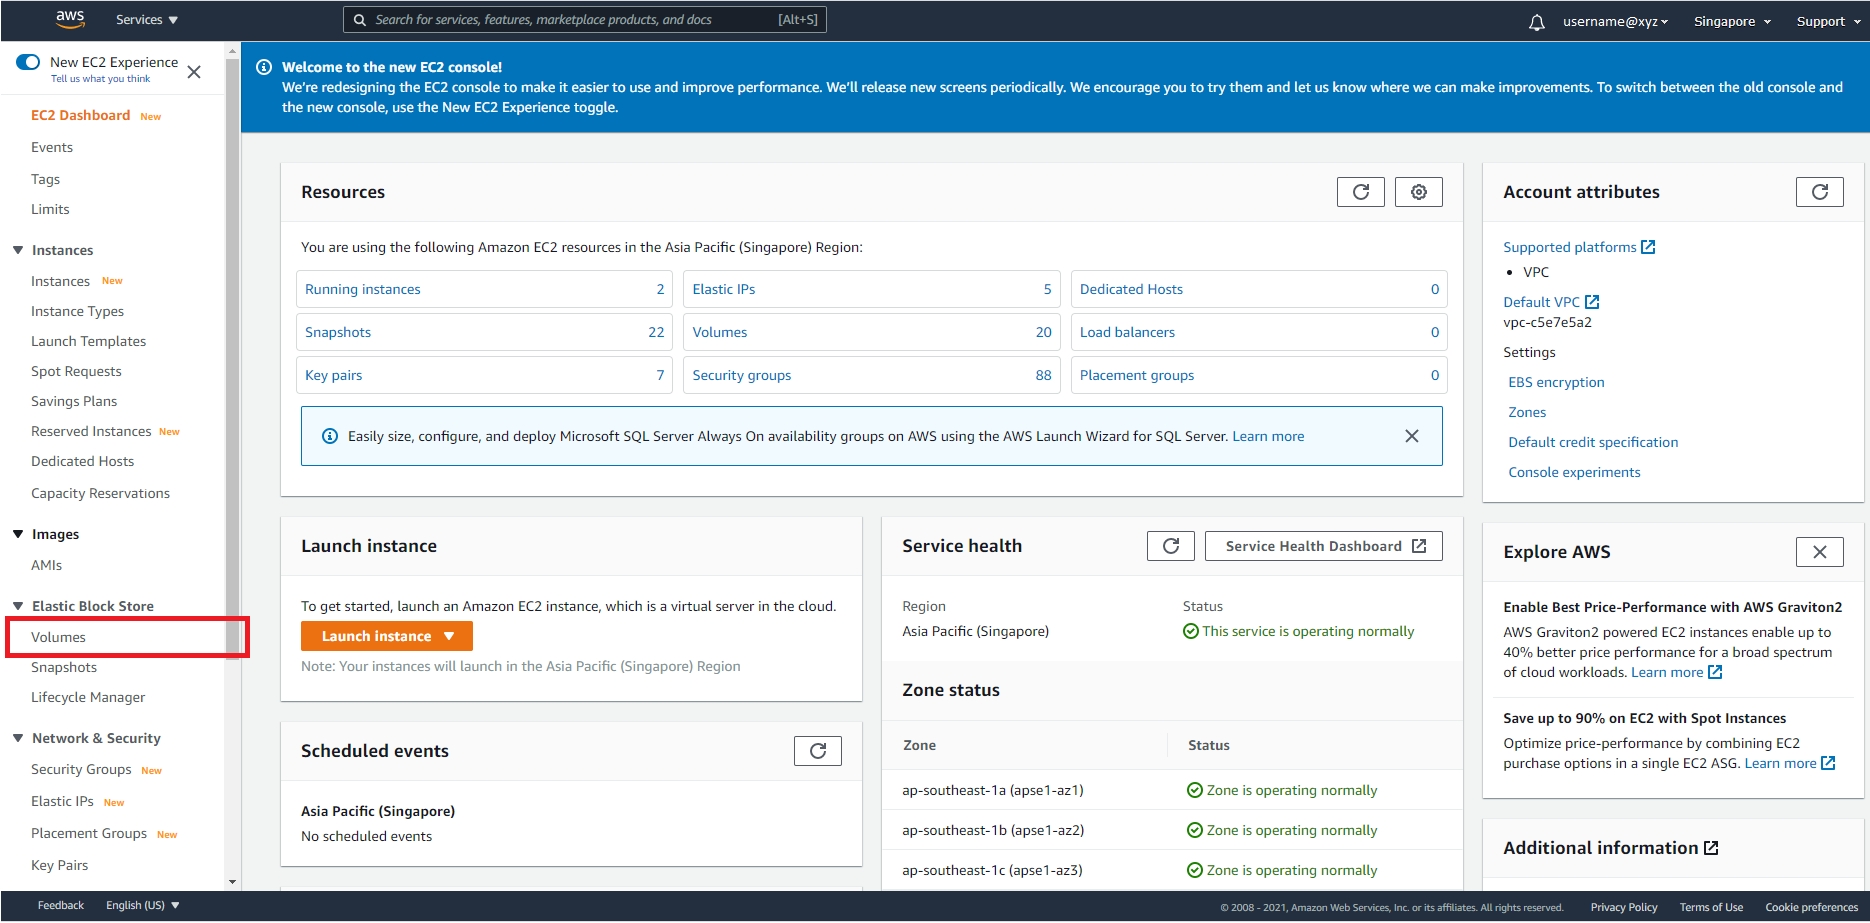 aws
Services
Search for services, features, marketplace products, and docs
[Alt+S]
username@xyz
Singapore
Support
New EC2 Experience
Tell us what you think
EC2 Dashboard New
Events
Tags
Limits
Instances
Instances New
Instance Types
Launch Templates
Spot Requests
Savings Plans
Reserved Instances New
Dedicated Hosts
Capacity Reservations
Images
AMIs
Elastic Block Store
Volumes
Snapshots
Lifecycle Manager
Network & Security
Security Groups New
Elastic IPs New
Placement Groups New
Key Pairs
Welcome to the new EC2 console!
We're redesigning the EC2 console to make it easier to use and improve performance. We'll release new screens periodically. We encourage you to try them and let us know where we can make improvements. To switch between the old console and
the new console, use the New EC2 Experience toggle.
Resources
You are using the following Amazon EC2 resources in the Asia Pacific (Singapore) Region:
Running instances 2
Elastic IPs 5
Dedicated Hosts 0
Snapshots 22
Volumes 20
Load balancers 0
Key pairs 7
Security groups 88
Placement groups 0
Easily size, configure, and deploy Microsoft SQL Server Always On availability groups on AWS using the AWS Launch Wizard for SQL Server. Learn more
Launch instance
To get started, launch an Amazon EC2 instance, which is a virtual server in the cloud.
Launch instance
Note: Your instances will launch in the Asia Pacific (Singapore) Region
Scheduled events
Asia Pacific (Singapore)
No scheduled events
Service health
Service Health Dashboard
Region
Status
Asia Pacific (Singapore)
This service is operating normally
Zone status
Zone
Status
ap-southeast-1a (apse1-az1)
Zone is operating normally
ap-southeast-1b (apse1-az2)
Zone is operating normally
ap-southeast-1c (apse1-az3)
Zone is operating normally
Account attributes
Supported platforms
• VPC
Default VPC
vpc-c5e7e5a2
Settings
EBS encryption
Zones
Default credit specification
Console experiments
Explore AWS
Enable Best Price-Performance with AWS Graviton2
AWS Graviton2 powered EC2 instances enable up to
40% better price performance for a broad spectrum
of cloud workloads. Learn more
Save up to 90% on EC2 with Spot Instances
Optimize price-performance by combining EC2
purchase options in a single EC2 ASG. Learn more
Additional information
Feedback
English (US)
© 2008 - 2021, Amazon Web Services, Inc. or its affiliates. All rights reserved.
Privacy Policy
Terms of Use
Cookie preferences